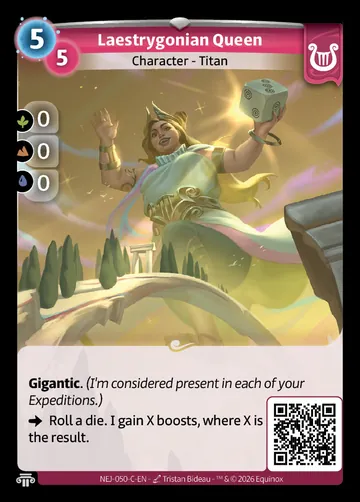 5
Laestrygonian Queen
5
Character - Titan
0
0
0
Gigantic. (I'm considered present in each of your
Expeditions.)
Roll a die. I gain X boosts, where X is
the result.
NEJ-050-C-EN - Tristan Bideau - ™ & © 2026 Equinox